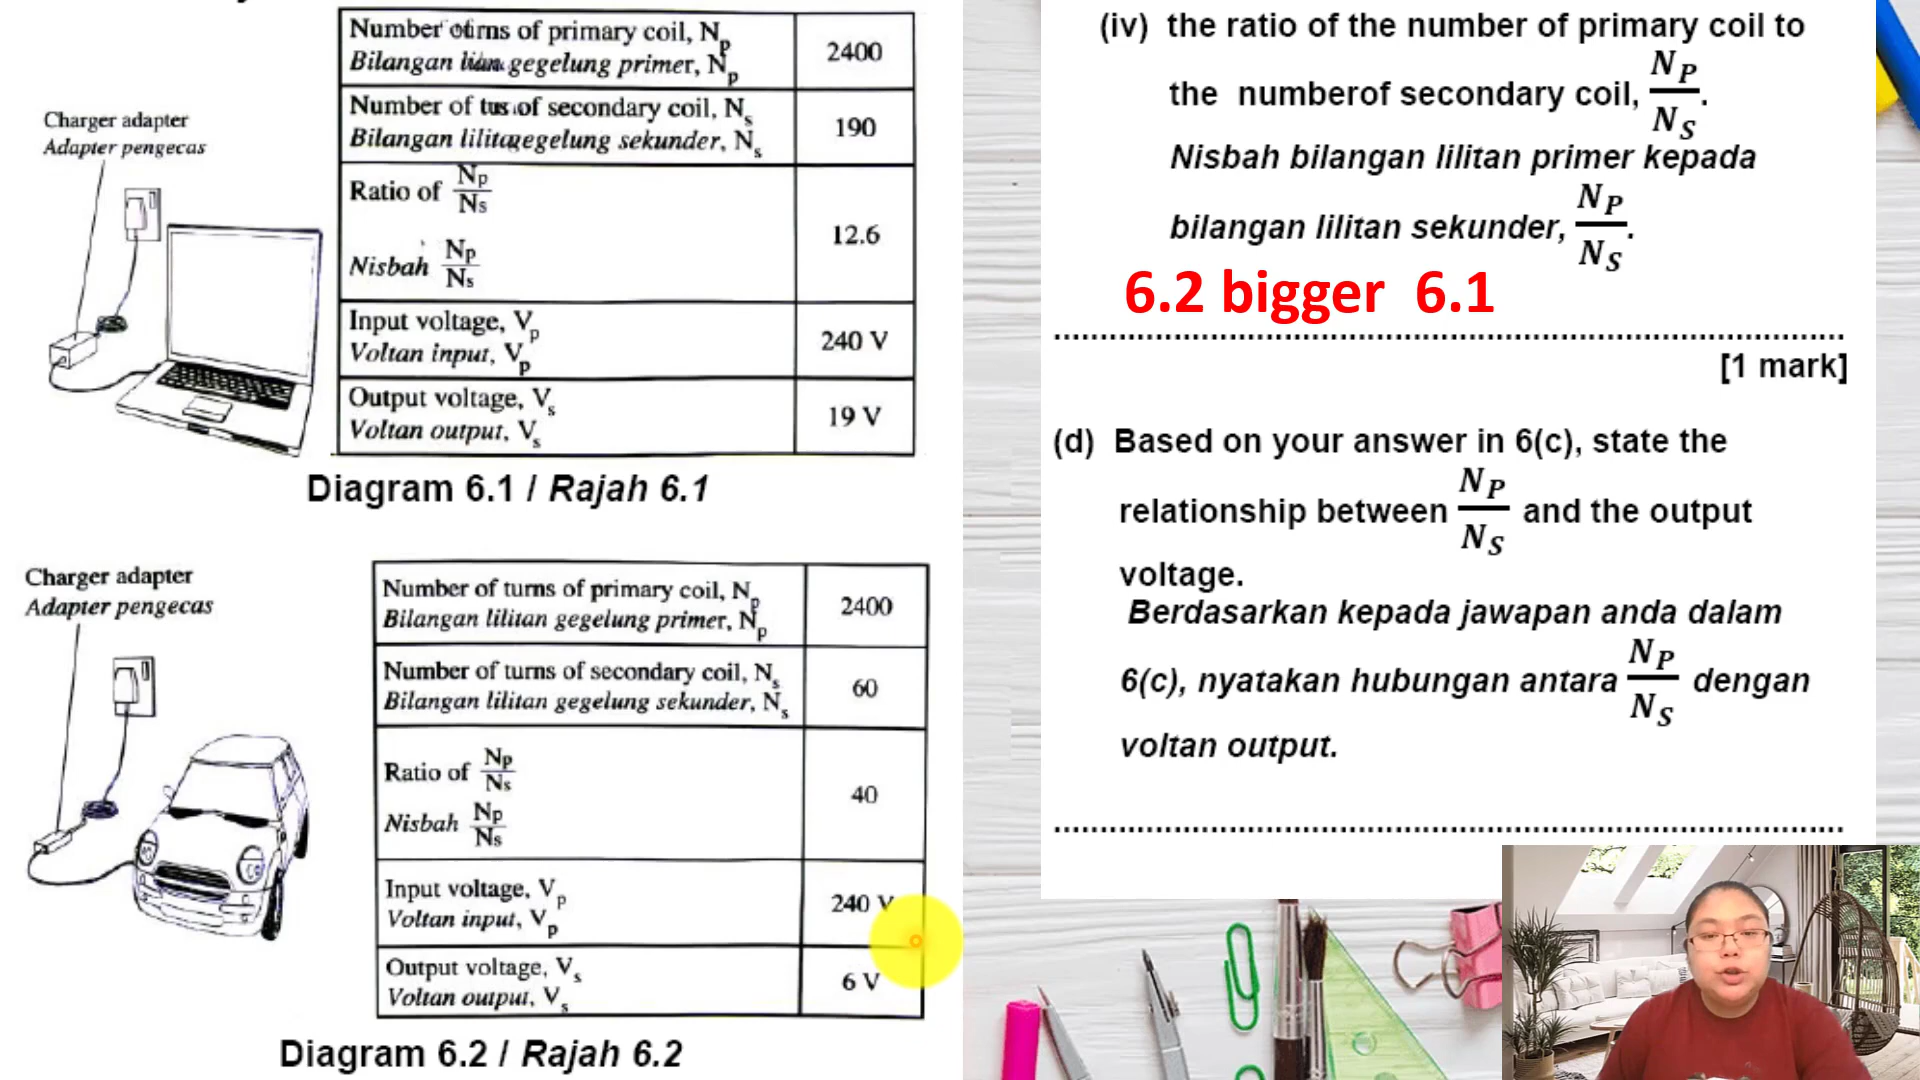 Number of turns of primary coil, Np
Bilangan lilitan gegelung primer, Np
2400
Number of of secondary coil, Ns
Bilangan gegelung sekunder, Ns
190
Ratio of Np/Ns
Nisbah Np/Ns
12.6
Input voltage, Vp
Voltan input, Vp
240 V
Output voltage, Vs
Voltan output, Vs
19 V
Charger adapter
Adapter pengecas
Diagram 6.1 / Rajah 6.1
Charger adapter
Adapter pengecas
Number of turns of primary coil, Np
Bilangan lilitan gegelung primer, Np
2400
Number of turns of secondary coil, Ns
Bilangan lilitan gegelung sekunder, Ns
60
Ratio of Np/Ns
Nisbah Np/Ns
40
Input voltage, Vp
Voltan input, Vp
240 V
Output voltage, Vs
Voltan output, Vs
6 V
Diagram 6.2 / Rajah 6.2
(iv) the ratio of the number of primary coil to
the numberof secondary coil, NP/NS.
Nisbah bilangan lilitan primer kepada
bilangan lilitan sekunder, NP/NS.
6.2 bigger 6.1
[1 mark]
(d) Based on your answer in 6(c), state the
relationship between NP/NS and the output
voltage.
Berdasarkan kepada jawapan anda dalam
6(c), nyatakan hubungan antara NP/NS dengan
voltan output.